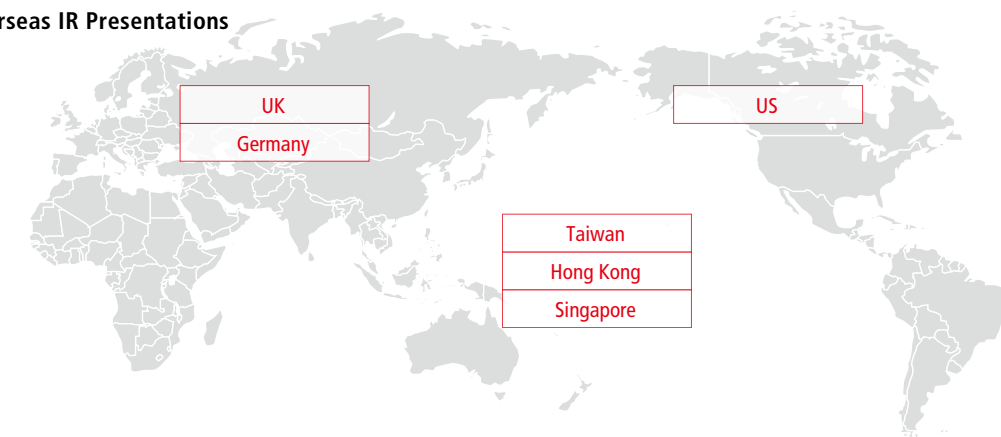 rseas IR Presentations
UK
Germany
US
Taiwan
Hong Kong
Singapore